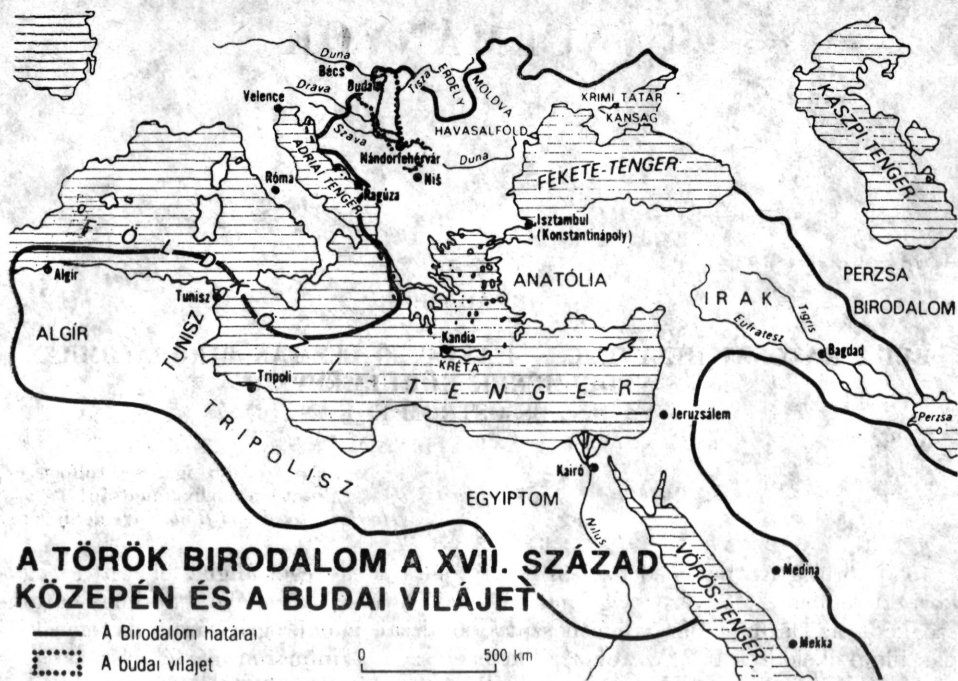 Duna
Bécs
Buda
Tisza
ERDÉLY
MOLDVA
Dráva
Velence
Száva
HAVASALFÖLD
KRIMI TATÁR
KÁNSÁG
KASZPI-TENGER
Nándorfehérvár
Duna
Niš
ADRIAI TENGER
Ragúza
Róma
FEKETE-TENGER
Isztambul
(Konstantinápoly)
FÖLDKÖZI TENGER
Algír
ALGÍR
Tunisz
TUNISZ
ANATÓLIA
IRAK
Tigris
Eufratesz
Bagdad
PERZSA
BIRODALOM
Kandia
KRÉTA
Tripoli
TRIPOLISZ
Jeruzsálem
Perzsa
ö
Kairó
EGYIPTOM
Nílus
VÖRÖS-TENGER
Medina
Mekka
A TÖRÖK BIRODALOM A XVII. SZÁZAD
KÖZEPÉN ÉS A BUDAI VILÁJET
A Birodalom határai
A budai vilájet
0 500 km